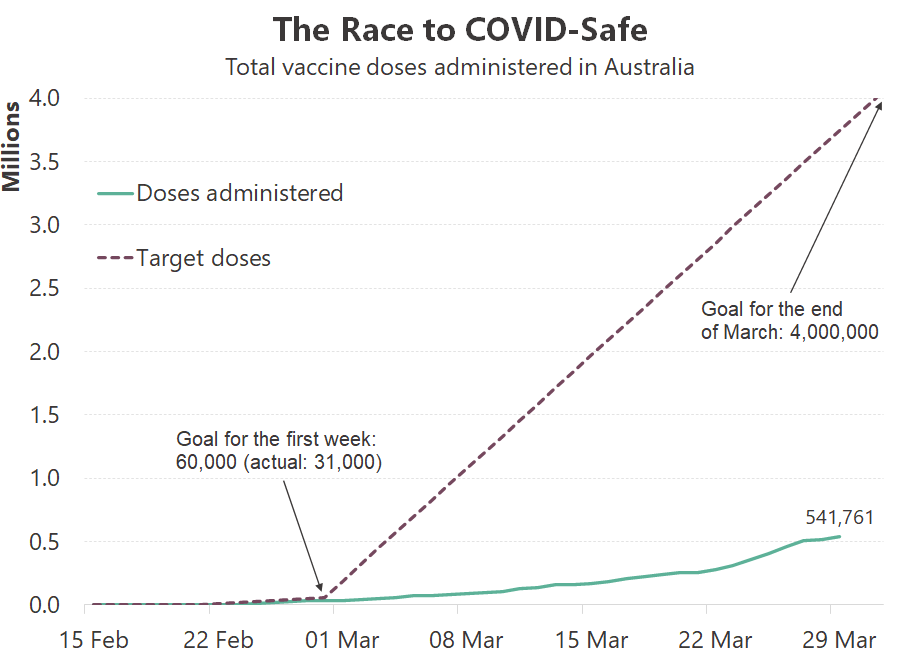 The Race to COVID-Safe
Total vaccine doses administered in Australia
Millions
4.0
3.5
3.0
2.5
2.0
1.5
1.0
0.5
0.0
Doses administered
Target doses
Goal for the end
of March: 4,000,000
Goal for the first week:
60,000 (actual: 31,000)
541,761
15 Feb
22 Feb
01 Mar
08 Mar
15 Mar
22 Mar
29 Mar